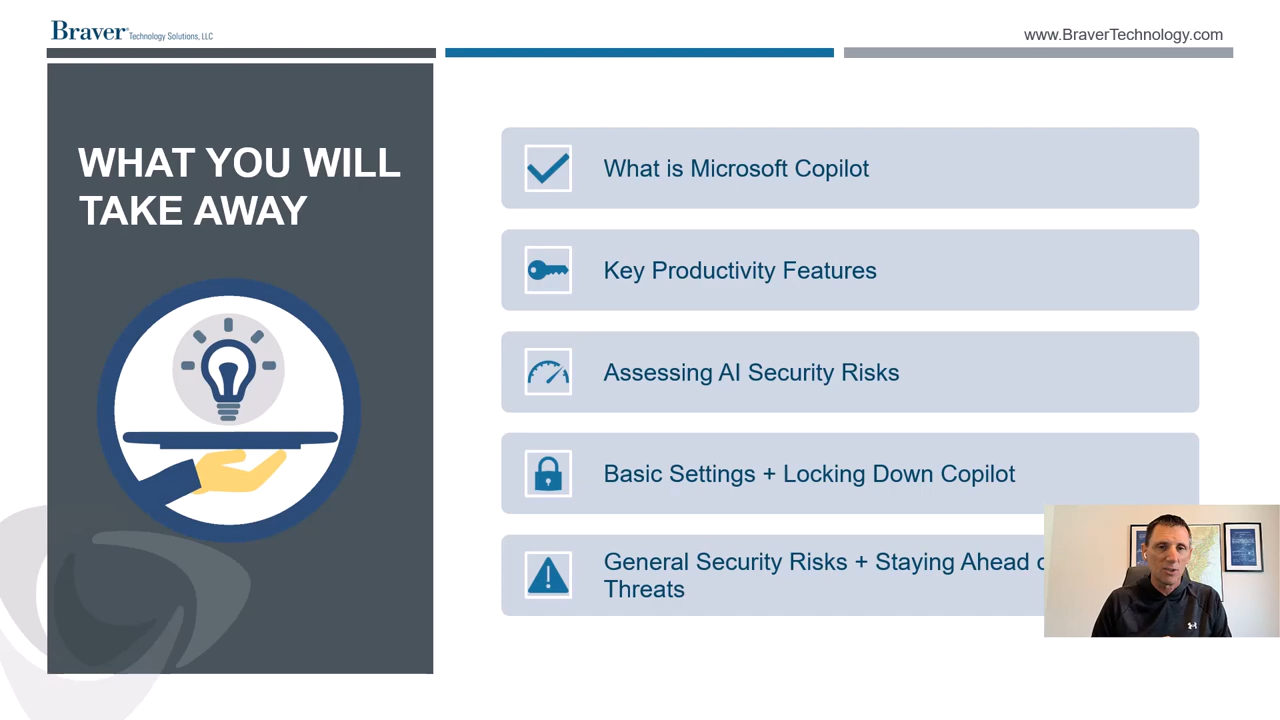 Braver® Technology Solutions, LLC
www.BraverTechnology.com
WHAT YOU WILL
TAKE AWAY
What is Microsoft Copilot
Key Productivity Features
Assessing AI Security Risks
Basic Settings + Locking Down Copilot
General Security Risks + Staying Ahead
Threats